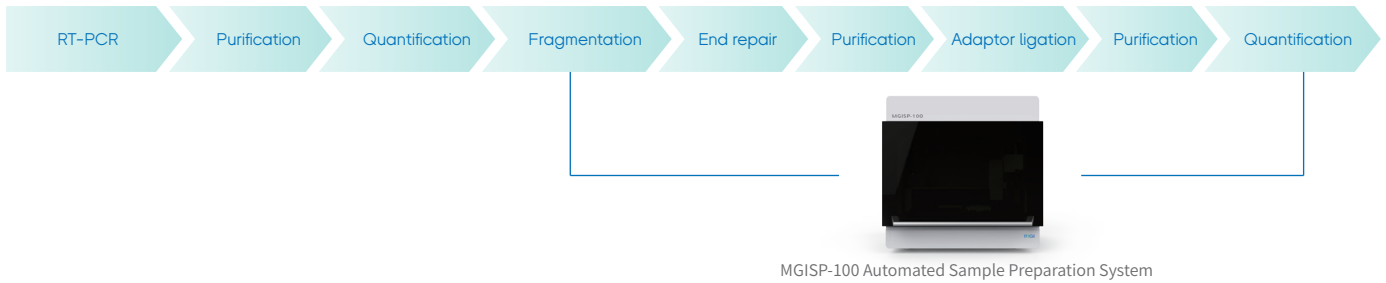 RT-PCR
Purification
Quantification
Fragmentation
End repair
Purification
Adaptor ligation
Purification
Quantification
MGISP-100
MGISP-100 Automated Sample Preparation System